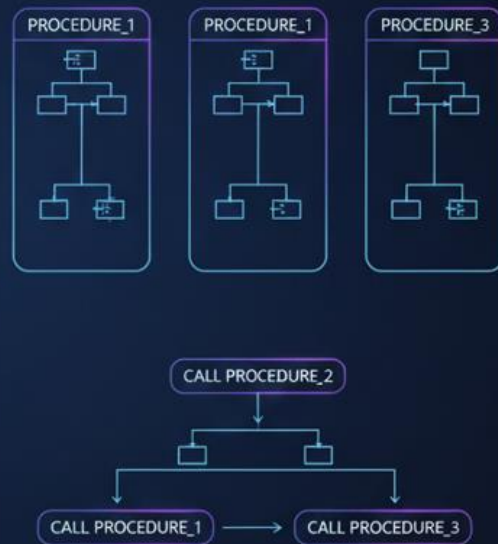 PROCEDURE_1
PROCEDURE_1
PROCEDURE_3
CALL PROCEDURE_2
CALL PROCEDURE_1
CALL PROCEDURE_3